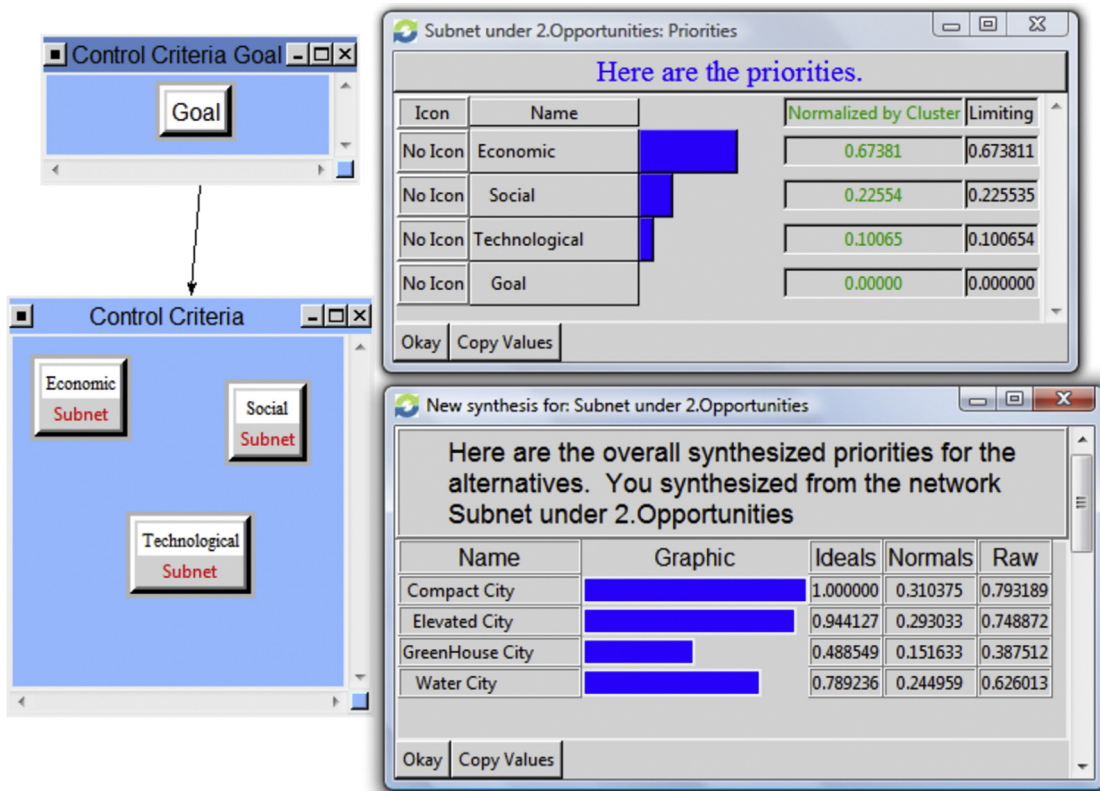 Control Criteria Goal
Goal
Control Criteria
Economic
Subnet
Social
Subnet
Technological
Subnet
Subnet under 2.Opportunities: Priorities
Here are the priorities.
Icon Name Normalized by Cluster Limiting
No Icon Economic 0.67381 0.673811
No Icon Social 0.22554 0.225535
No Icon Technological 0.10065 0.100654
No Icon Goal 0.00000 0.000000
Okay Copy Values
New synthesis for: Subnet under 2.Opportunities
Here are the overall synthesized priorities for the
alternatives. You synthesized from the network
Subnet under 2.Opportunities
Name Graphic Ideals Normals Raw
Compact City 1.000000 0.310375 0.793189
Elevated City 0.944127 0.293033 0.748872
GreenHouse City 0.488549 0.151633 0.387512
Water City 0.789236 0.244959 0.626013
Okay Copy Values